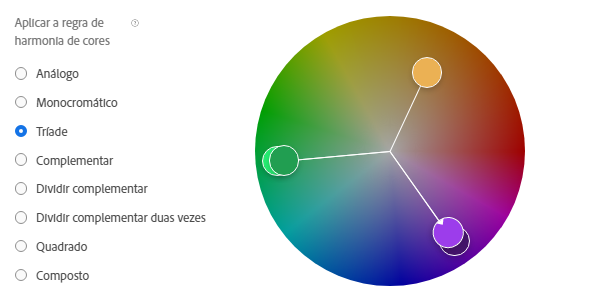 Aplicar a regra de
harmonia de cores
Análogo
Monocromático
Tríade
Complementar
Dividir complementar
Dividir complementar duas vezes
Quadrado
Composto